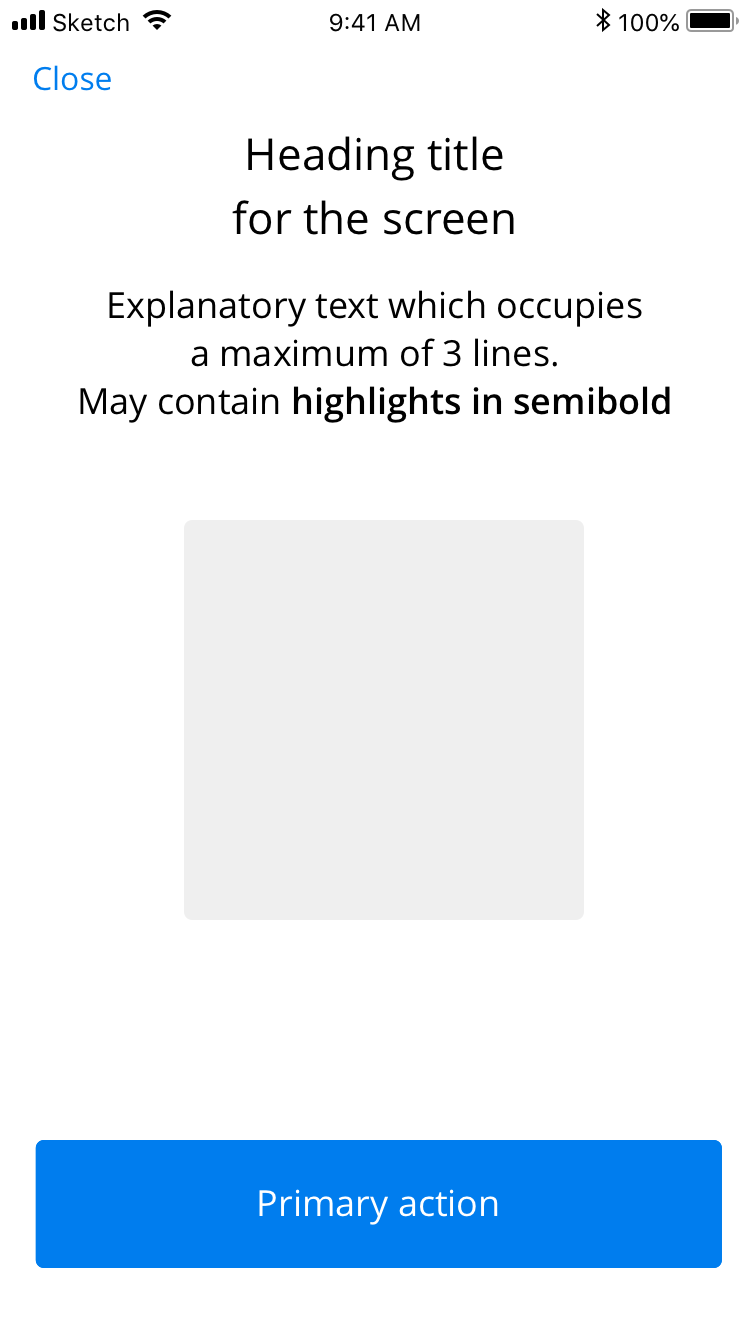 Sketch 9:41 AM 100%
Close
Heading title
for the screen
Explanatory text which occupies
a maximum of 3 lines.
May contain highlights in semibold
Primary action